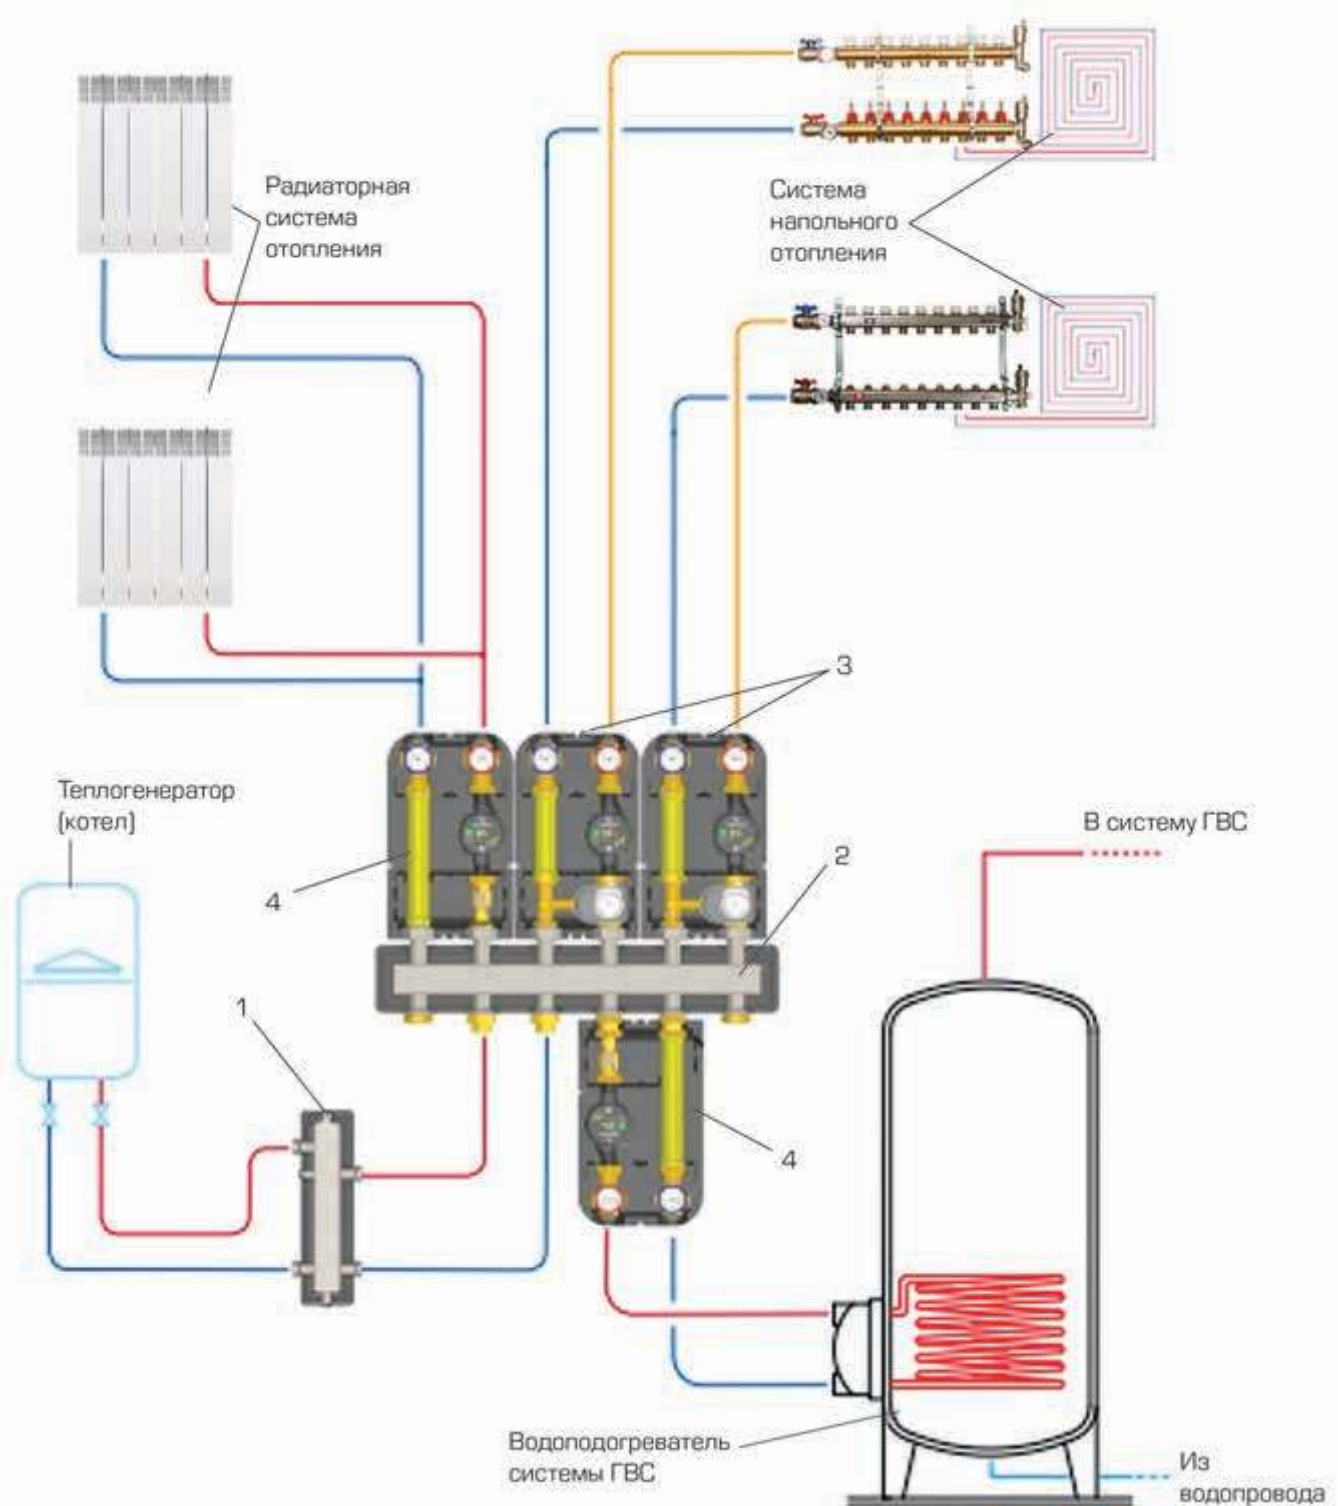 Радиаторная
система
отопления
Система
напольного
отопления
3
Теплогенератор
(котел)
В систему ГВС
2
4
1
4
Водоподогреватель
системы ГВС
Из
водопровода